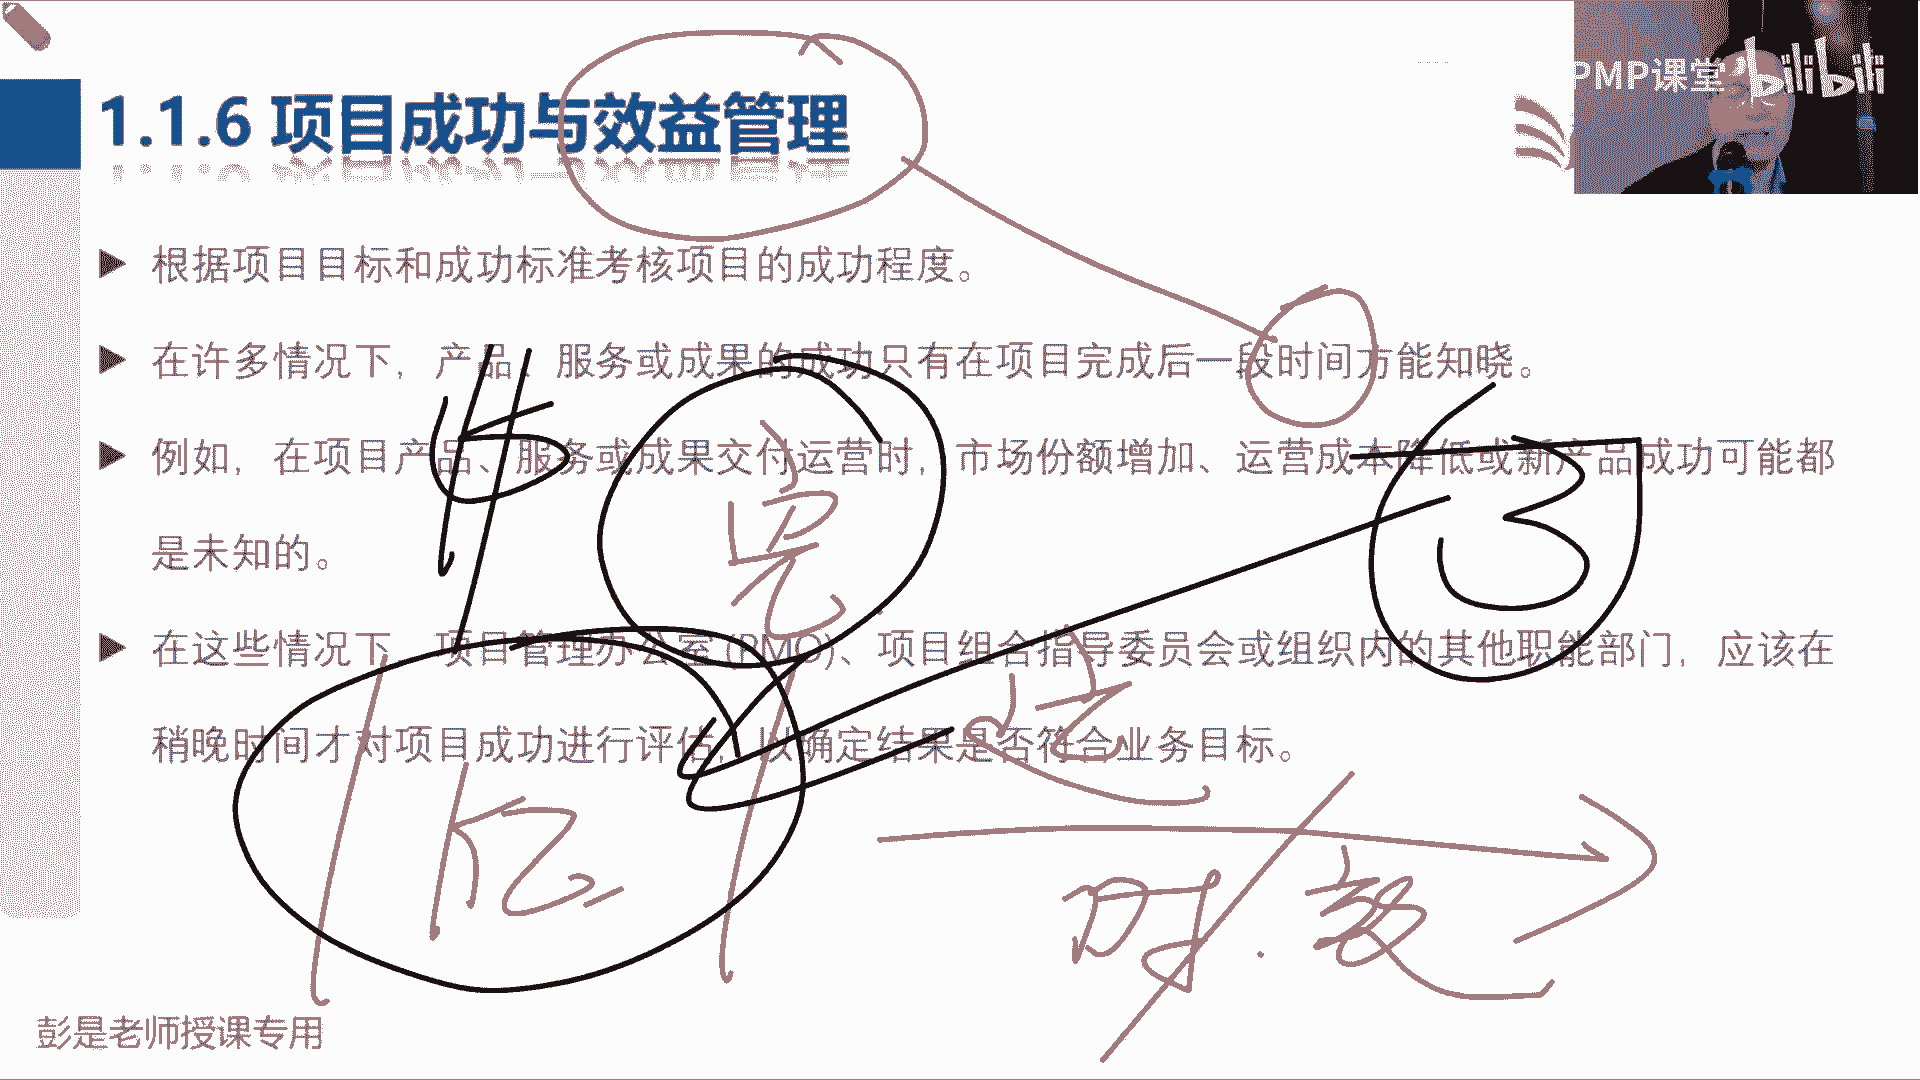 PMP课堂 bilibili
1.1.6 项目成功与效益管理
根据项目目标和成功标准考核项目的成功程度。
在许多情况下，产品、服务或成果的成功只有在项目完成后一段时间方能知晓。
例如，在项目产品、服务或成果交付运营时，市场份额增加、运营成本降低或新产品成功可能都
是未知的。
在这些情况下，项目管理办公室 (PMO)、项目组合指导委员会或组织内的其他职能部门，应该在
稍晚时间才对项目成功进行评估，以确定结果是否符合业务目标。
3
亿
时.效
彭是老师授课专用